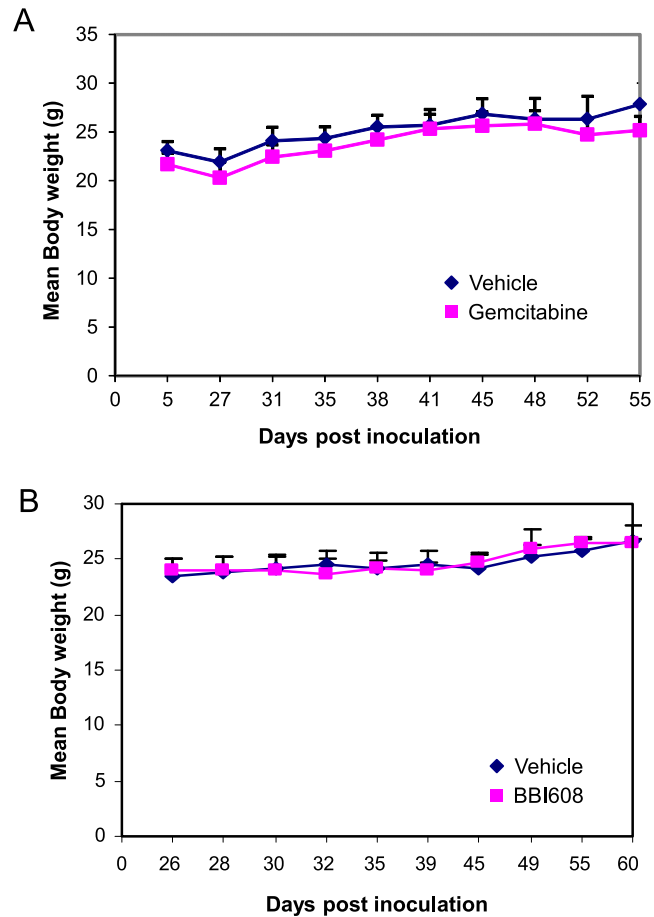 A
35
30
25
20
15
10
5
0
Mean Body weight (g)
Vehicle
Gemcitabine
0 5 27 31 35 38 41 45 48 52 55
Days post inoculation
B
30
25
20
15
10
5
0
Mean Body weight (g)
Vehicle
BBI608
0 26 28 30 32 35 39 45 49 55 60
Days post inoculation